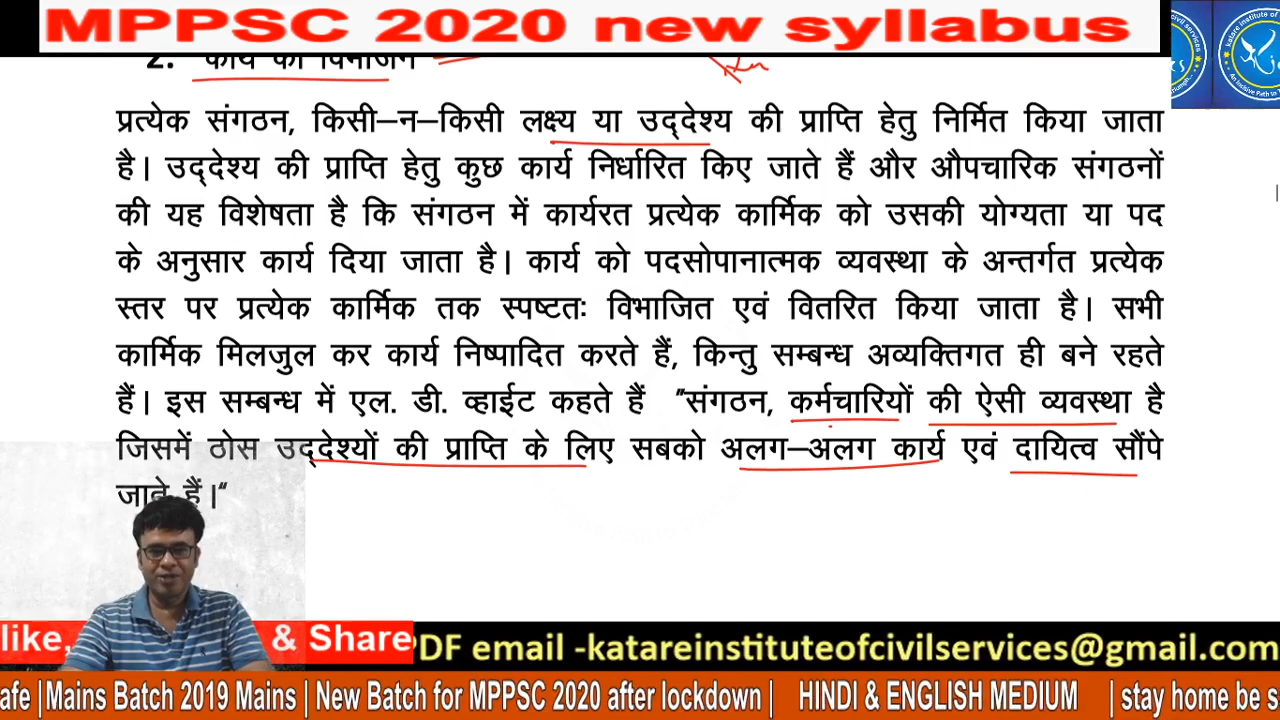 MPPSC 2020 new syllabus
2. कार्य का विभाजन
प्रत्येक संगठन, किसी–न–किसी लक्ष्य या उद्‌देश्य की प्राप्ति हेतु निर्मित किया जाता
है। उद्‌देश्य की प्राप्ति हेतु कुछ कार्य निर्धारित किए जाते हैं और औपचारिक संगठनों
की यह विशेषता है कि संगठन में कार्यरत प्रत्येक कार्मिक को उसकी योग्यता या पद
के अनुसार कार्य दिया जाता है। कार्य को पदसोपानात्मक व्यवस्था के अन्तर्गत प्रत्येक
स्तर पर प्रत्येक कार्मिक तक स्पष्टतः विभाजित एवं वितरित किया जाता है। सभी
कार्मिक मिलजुल कर कार्य निष्पादित करते हैं, किन्तु सम्बन्ध अव्यक्तिगत ही बने रहते
हैं। इस सम्बन्ध में एल. डी. व्हाईट कहते हैं "संगठन, कर्मचारियों की ऐसी व्यवस्था है
जिसमें ठोस उद्‌देश्यों की प्राप्ति के लिए सबको अलग–अलग कार्य एवं दायित्व सौंपे
जाते हैं।"
like, & Share
PDF email -katareinstituteofcivilservices@gmail.com
afe | Mains Batch 2019 Mains | New Batch for MPPSC 2020 after lockdown | HINDI & ENGLISH MEDIUM | stay home be s